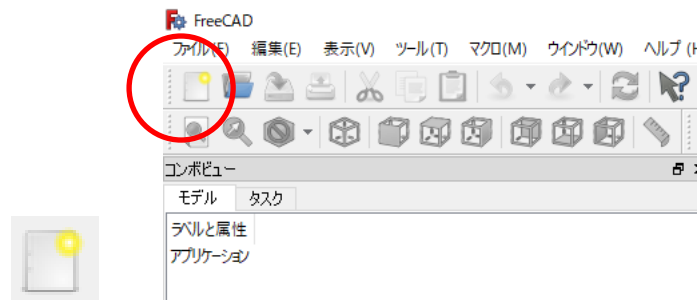 FreeCAD
ファイル(F) 編集(E) 表示(V) ツール(T) マクロ(M) ウインドウ(W) ヘルプ(H
コンボビュー
モデル タスク
ラベルと属性
アプリケーション